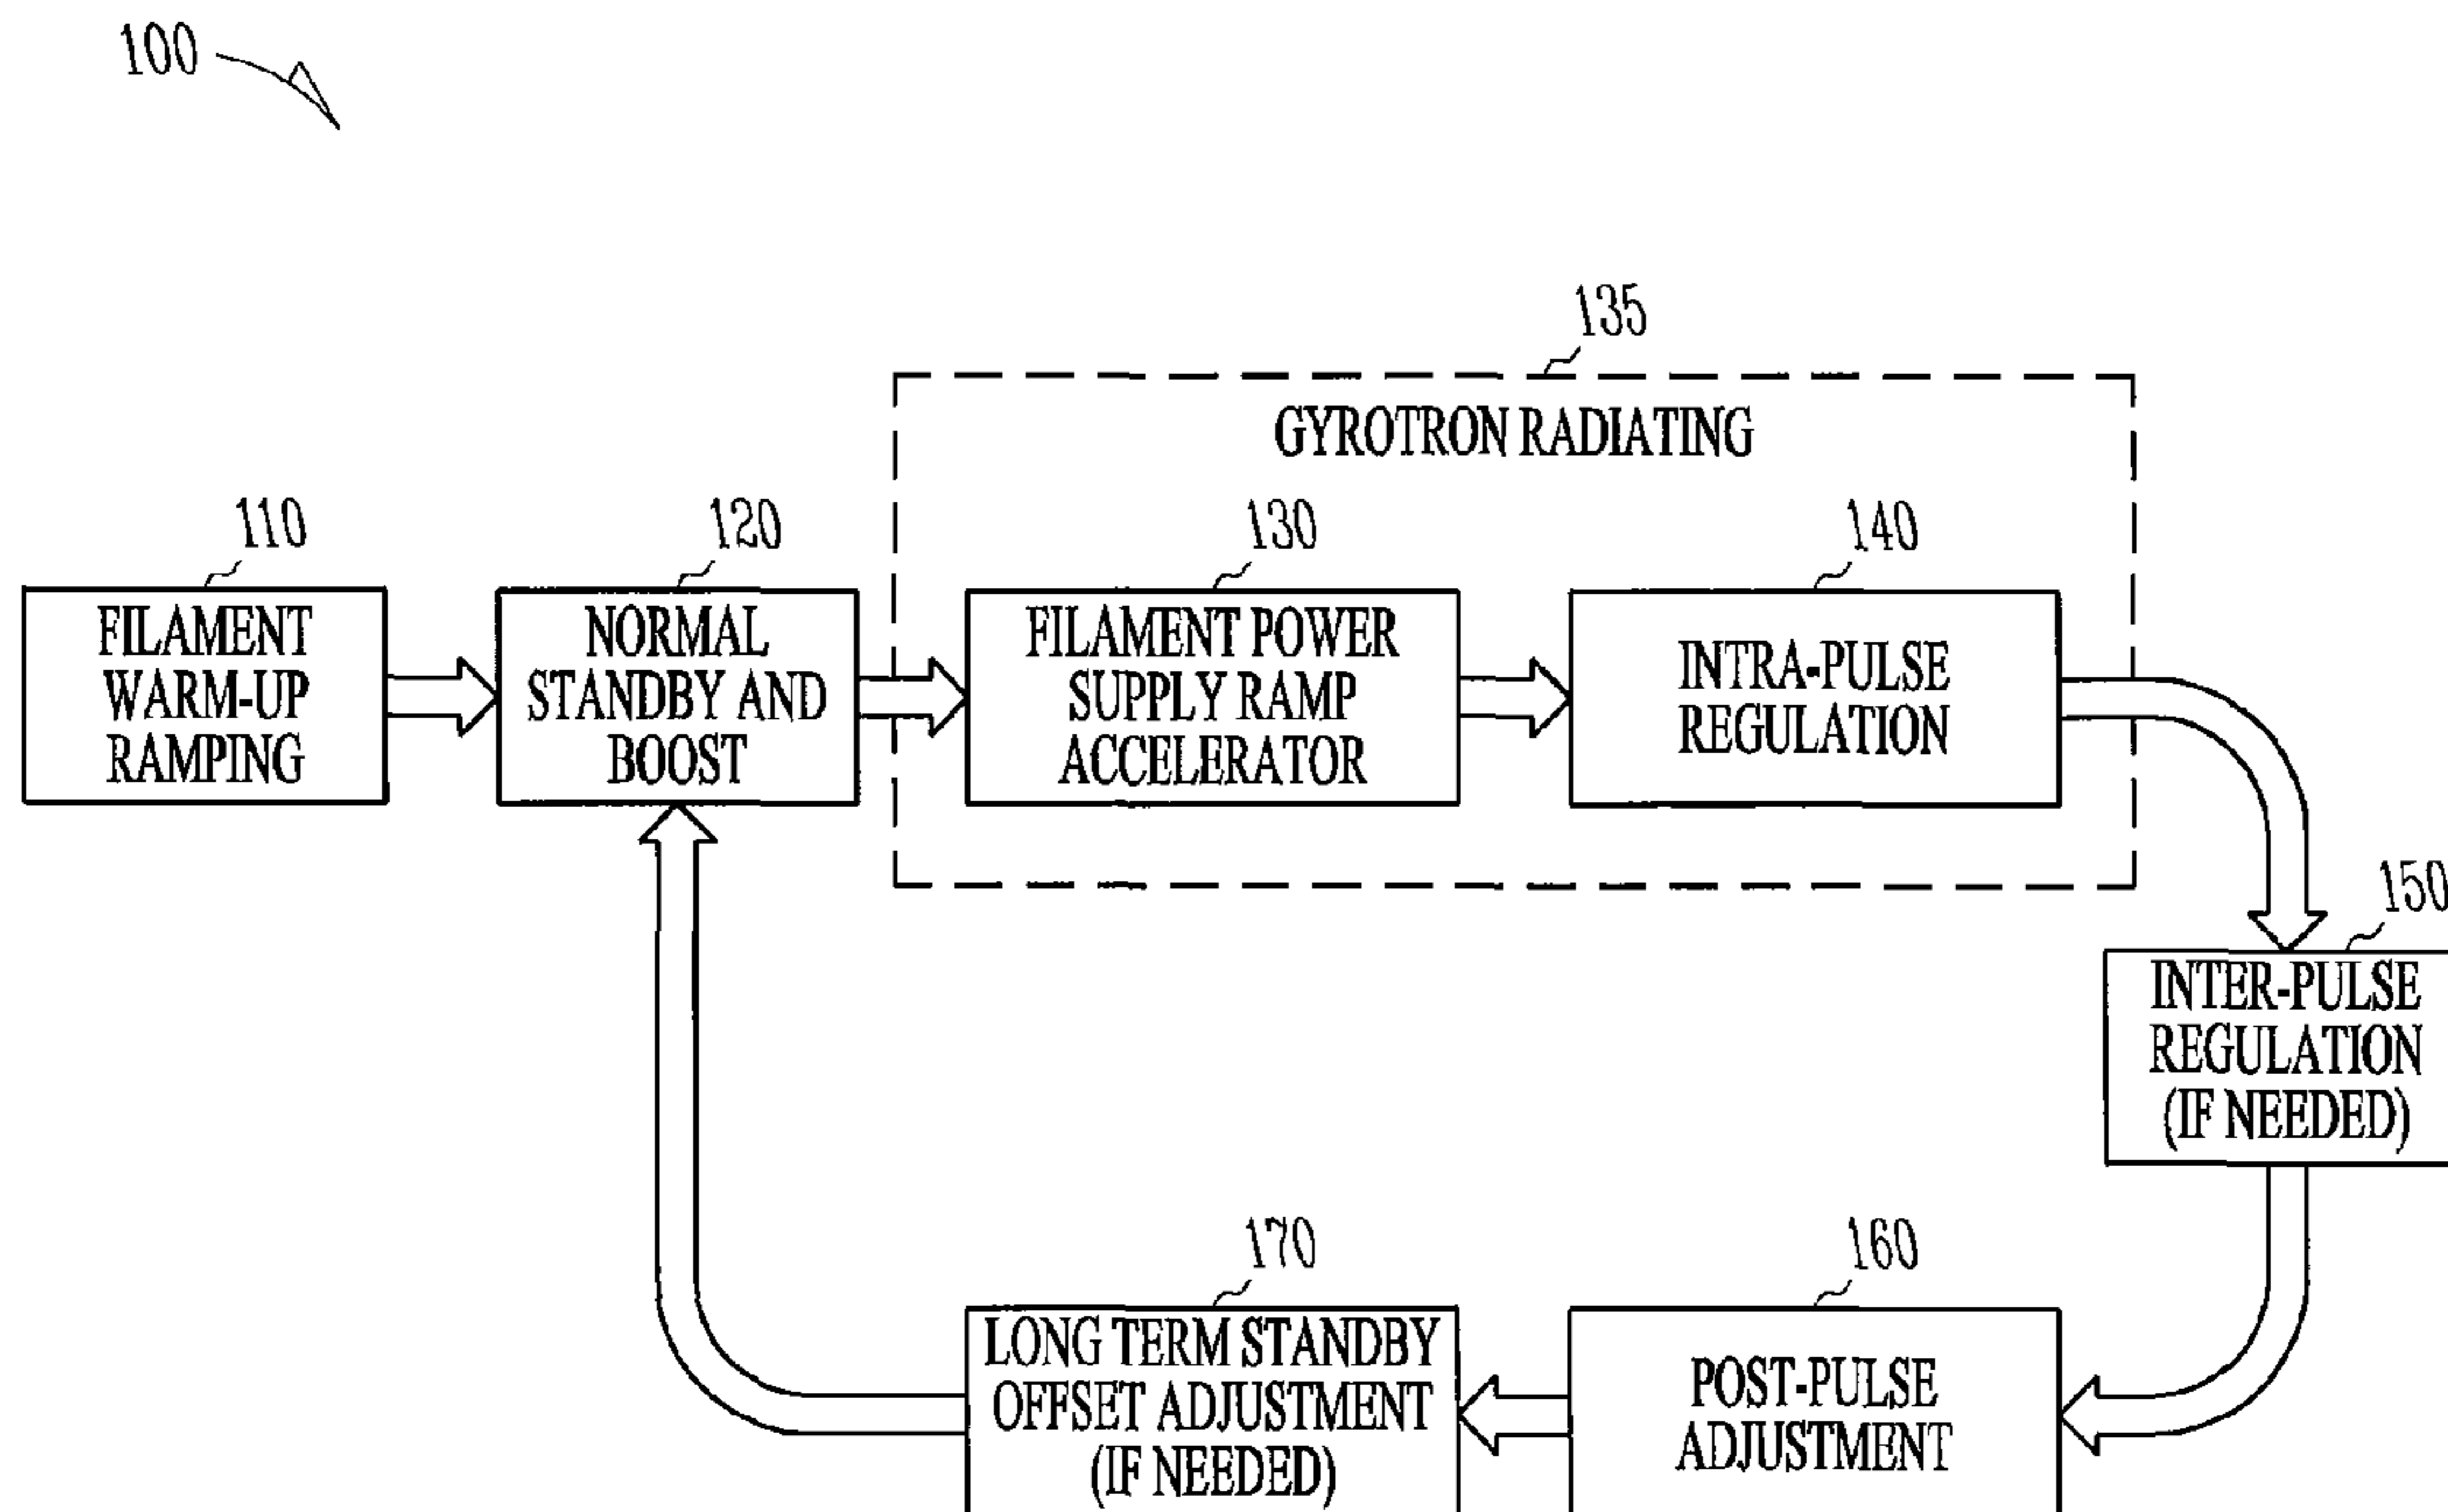 100
135
GYROTRON RADIATING
110
120
130
140
FILAMENT
WARM-UP
RAMPING
NORMAL
STANDBY AND
BOOST
FILAMENT POWER
SUPPLY RAMP
ACCELERATOR
INTRA-PULSE
REGULATION
150
INTER-PULSE
REGULATION
(IF NEEDED)
170
160
LONG TERM STANDBY
OFFSET ADJUSTMENT
(IF NEEDED)
POST-PULSE
ADJUSTMENT